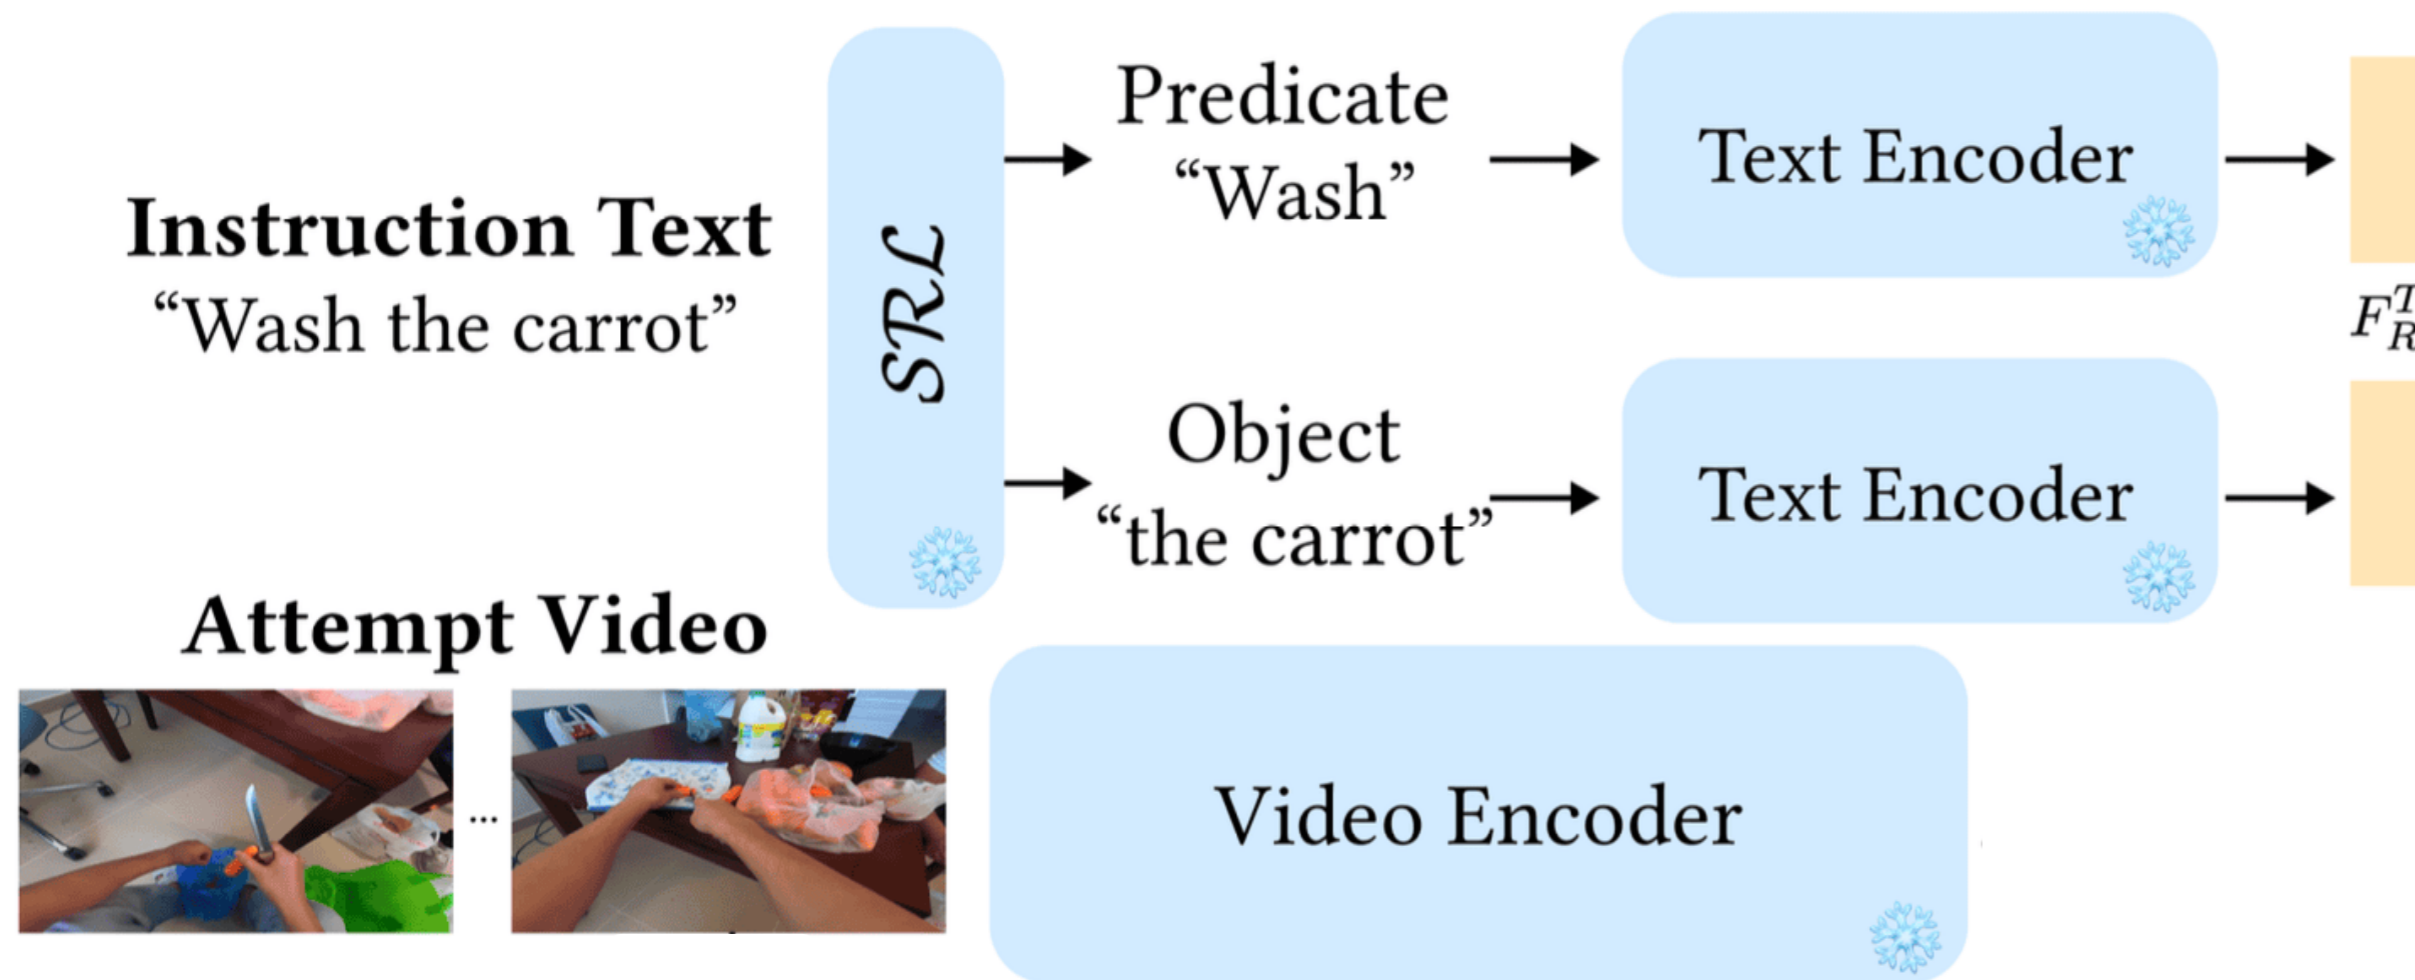 Instruction Text
“Wash the carrot”
SRL
Predicate
“Wash”
Text Encoder
Object
“the carrot”
Text Encoder
F_R^T
Attempt Video
...
Video Encoder